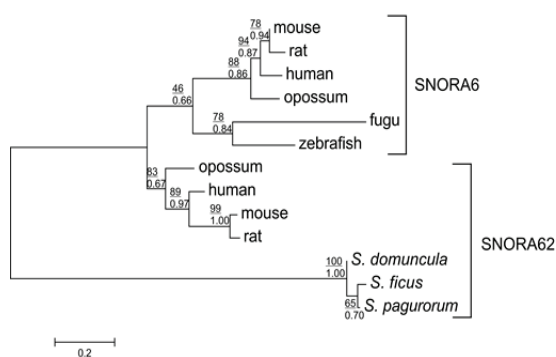 78
0.94
mouse
94
0.87
rat
88
0.86
human
opossum
46
0.66
78
0.84
fugu
zebrafish
SNORA6
83
0.67
opossum
89
0.97
human
99
1.00
mouse
rat
SNORA62
100
1.00
S. domuncula
S. ficus
65
0.70
S. pagurorum
0.2